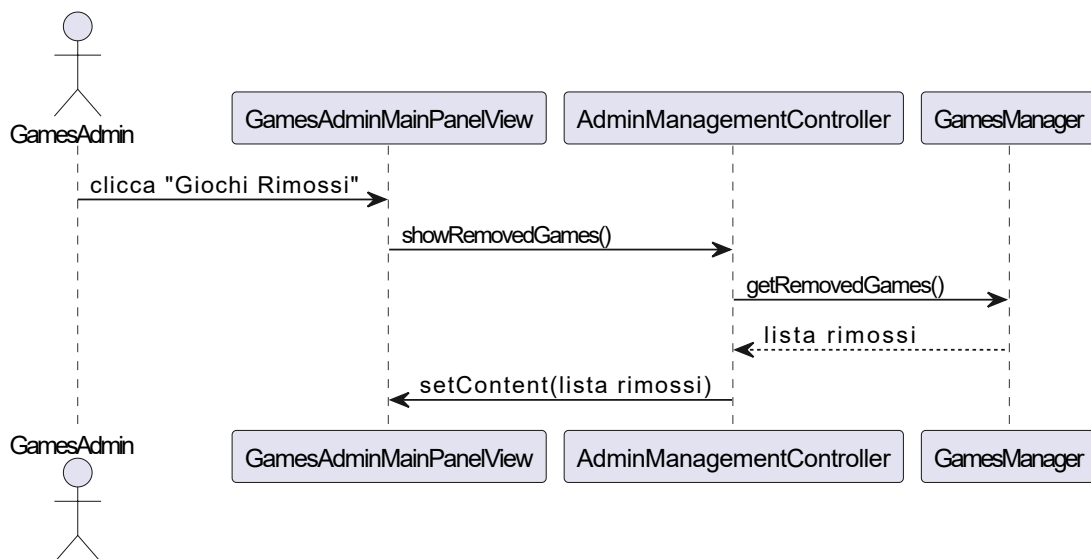 GamesAdmin
GamesAdminMainPanelView
AdminManagementController
GamesManager
clicca "Giochi Rimossi"
showRemovedGames()
getRemovedGames()
lista rimossi
setContent(lista rimossi)
GamesAdmin
GamesAdminMainPanelView
AdminManagementController
GamesManager